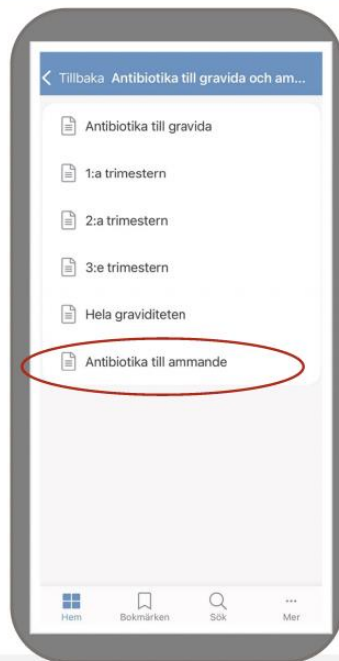 Tillbaka Antibiotika till gravida och am...
Antibiotika till gravida
1:a trimestern
2:a trimestern
3:e trimestern
Hela graviditeten
Antibiotika till ammande
Hem Bokmärken Sök Mer